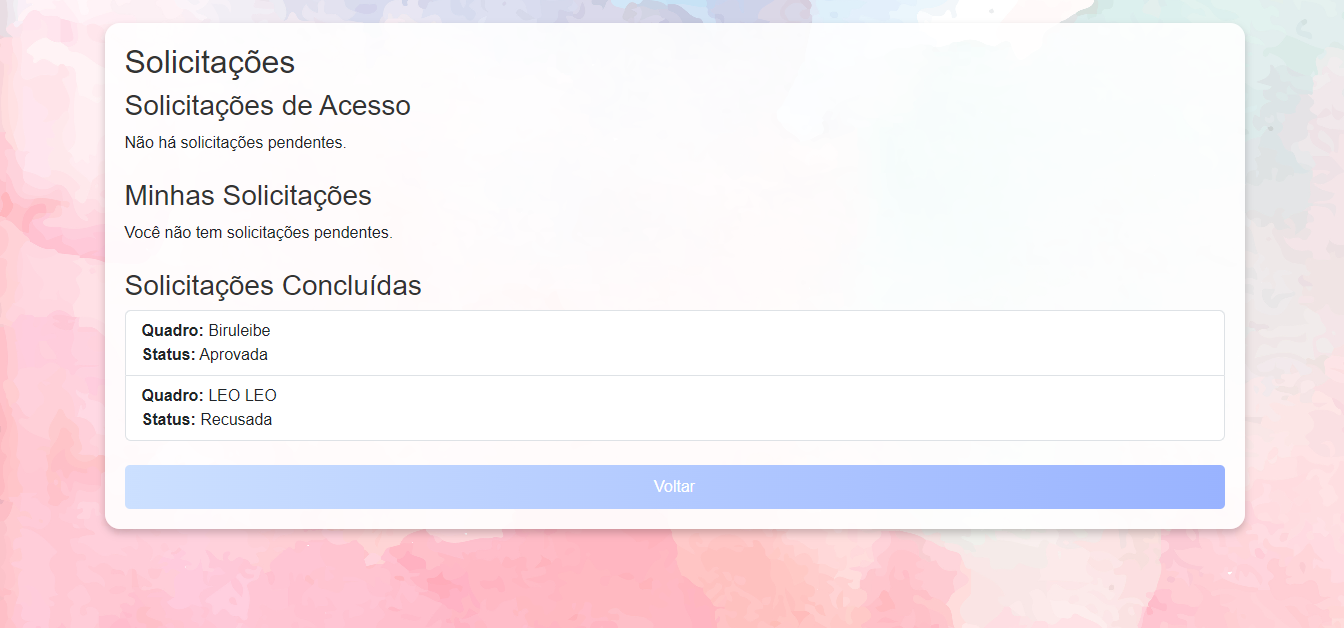 Solicitações
Solicitações de Acesso
Não há solicitações pendentes.
Minhas Solicitações
Você não tem solicitações pendentes.
Solicitações Concluídas
Quadro: Biruleibe
Status: Aprovada
Quadro: LEO LEO
Status: Recusada
Voltar